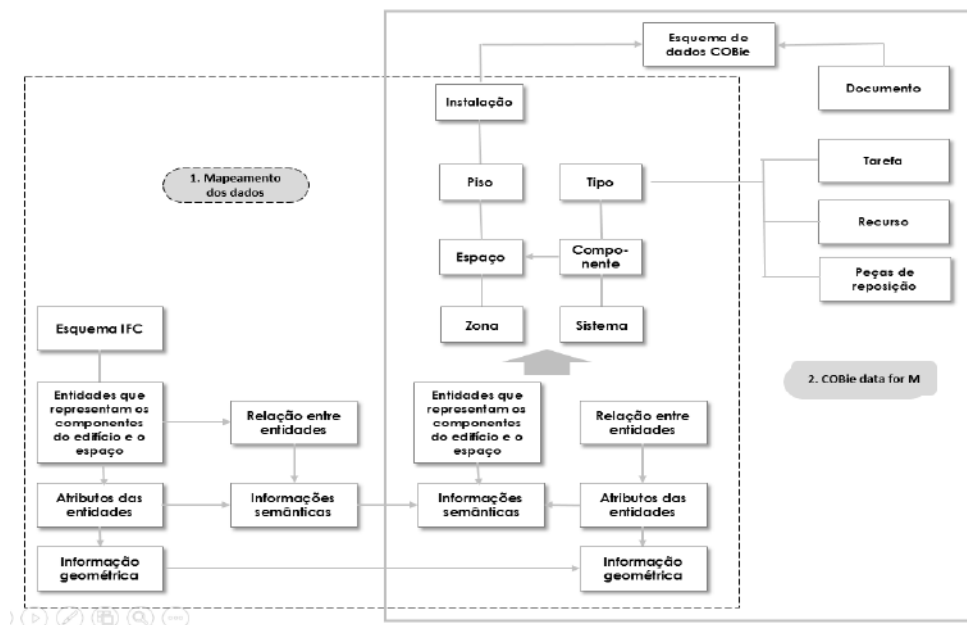 Esquema de
dados COBie
Instalação
Documento
1. Mapeamento
dos dados
Piso
Tipo
Tarefa
Recurso
Espaço
Compo-
nente
Peças de
reposição
Esquema IFC
Zona
Sistema
2. COBie data for M
Entidades que
representam os
componentes
do edifício e o
espaço
Relação entre
entidades
Entidades que
representam os
componentes
do edifício e o
espaço
Relação entre
entidades
Atributos das
entidades
Informações
semânticas
Informações
semânticas
Atributos das
entidades
Informação
geométrica
Informação
geométrica